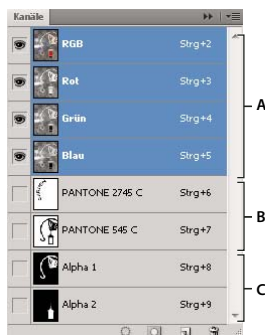 Kanäle
RGB Strg+2
Rot Strg+3
Grün Strg+4
Blau Strg+5
A
PANTONE 2745 C Strg+6
PANTONE 545 C Strg+7
B
Alpha 1 Strg+8
Alpha 2 Strg+9
C